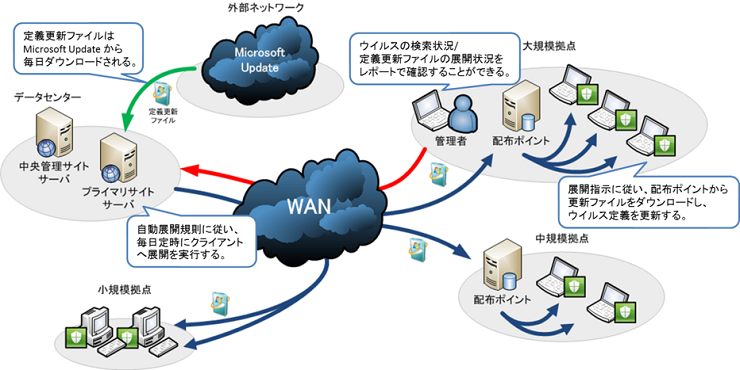 外部ネットワーク
定義更新ファイルは
Microsoft Update から
毎日ダウンロードされる。
Microsoft
Update
ウイルスの検索状況/
定義更新ファイルの展開状況を
レポートで確認することができる。
大規模拠点
データセンター
定義更新
ファイル
中央管理サイト
サーバ
プライマリサイト
サーバ
管理者
配布ポイント
WAN
展開指示に従い、配布ポイントから
更新ファイルをダウンロードし、
ウイルス定義を更新する。
自動展開規則に従い、
毎日定時にクライアント
へ展開を実行する。
中規模拠点
配布ポイント
小規模拠点